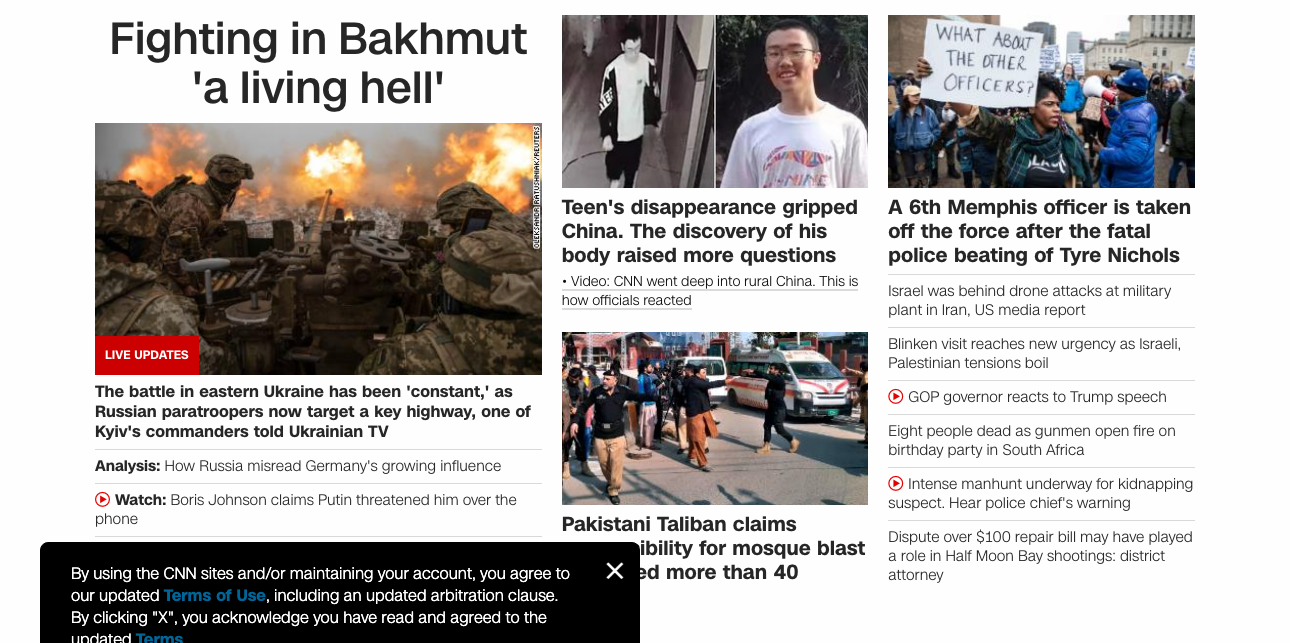 Fighting in Bakhmut
'a living hell'
OLEKSANDR RATUSHNIAK/REUTERS
LIVE UPDATES
The battle in eastern Ukraine has been 'constant,' as
Russian paratroopers now target a key highway, one of
Kyiv's commanders told Ukrainian TV
Analysis: How Russia misread Germany's growing influence
Watch: Boris Johnson claims Putin threatened him over the
phone
By using the CNN sites and/or maintaining your account, you agree to
our updated Terms of Use, including an updated arbitration clause.
By clicking "X", you acknowledge you have read and agreed to the
updated Terms
Teen's disappearance gripped
China. The discovery of his
body raised more questions
• Video: CNN went deep into rural China. This is
how officials reacted
Pakistani Taliban claims
ibility for mosque blast
ed more than 40
WHAT ABOUT
THE OTHER
OFFICERS?
A 6th Memphis officer is taken
off the force after the fatal
police beating of Tyre Nichols
Israel was behind drone attacks at military
plant in Iran, US media report
Blinken visit reaches new urgency as Israeli,
Palestinian tensions boil
GOP governor reacts to Trump speech
Eight people dead as gunmen open fire on
birthday party in South Africa
Intense manhunt underway for kidnapping
suspect. Hear police chief's warning
Dispute over $100 repair bill may have played
a role in Half Moon Bay shootings: district
attorney